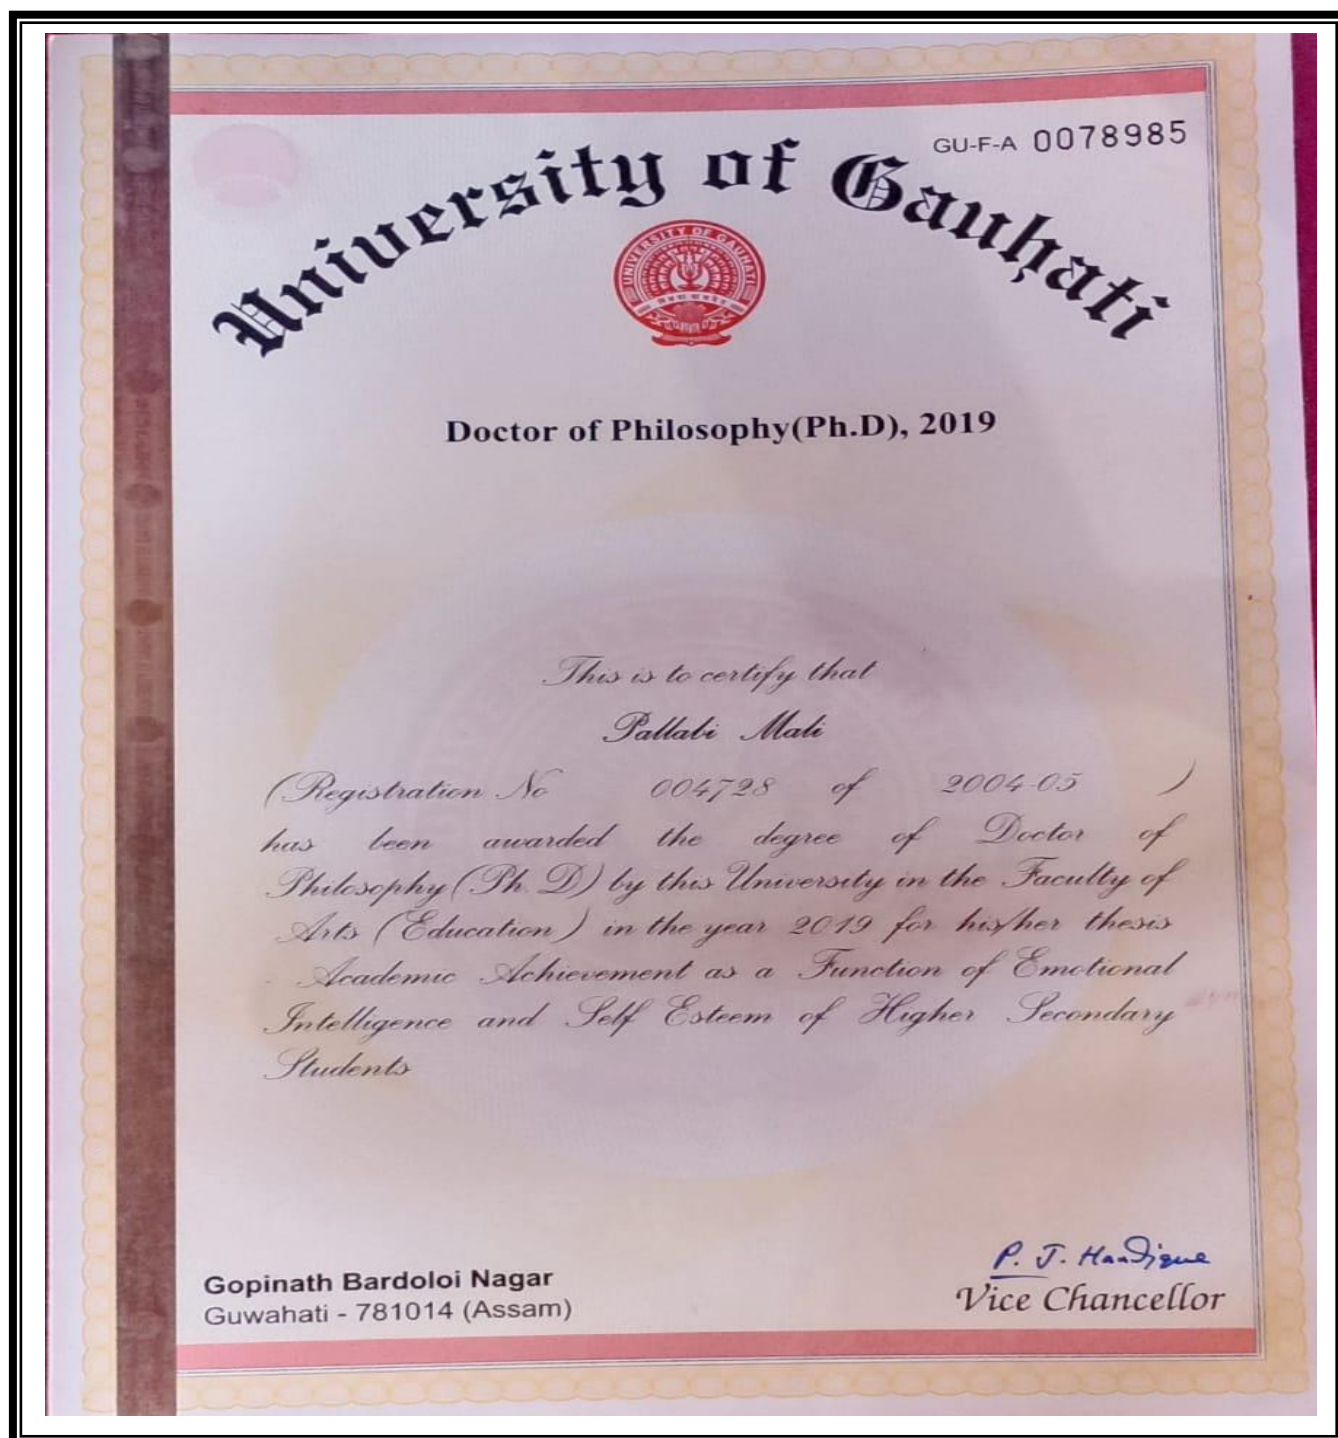 GU-F-A 0078985
University of Gauhati
UNIVERSITY OF GAUHATI
Doctor of Philosophy(Ph.D), 2019
This is to certify that
Pallabi Mali
(Registration No 004728 of 2004-05 )
has been awarded the degree of Doctor of
Philosophy (Ph. D) by this University in the Faculty of
Arts (Education) in the year 2019 for his/her thesis
Academic Achievement as a Function of Emotional
Intelligence and Self Esteem of Higher Secondary
Students
P. J. Handique
Gopinath Bardoloi Nagar
Vice Chancellor
Guwahati - 781014 (Assam)